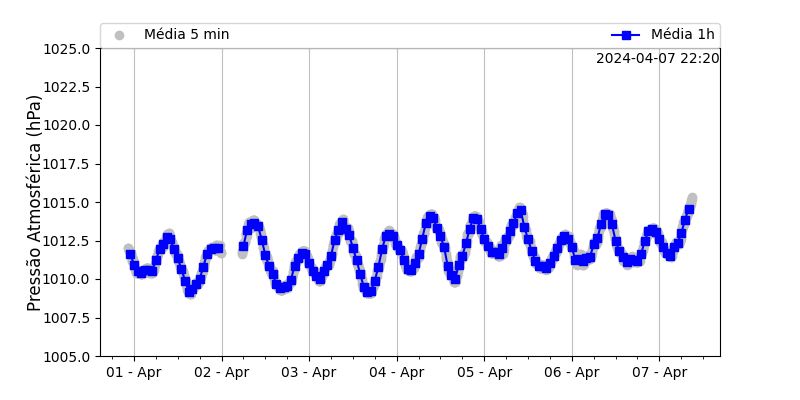 Média 5 min
Média 1h
2024-04-07 22:20
Pressão Atmosférica (hPa)
1025.0
1022.5
1020.0
1017.5
1015.0
1012.5
1010.0
1007.5
1005.0
01 - Apr
02 - Apr
03 - Apr
04 - Apr
05 - Apr
06 - Apr
07 - Apr